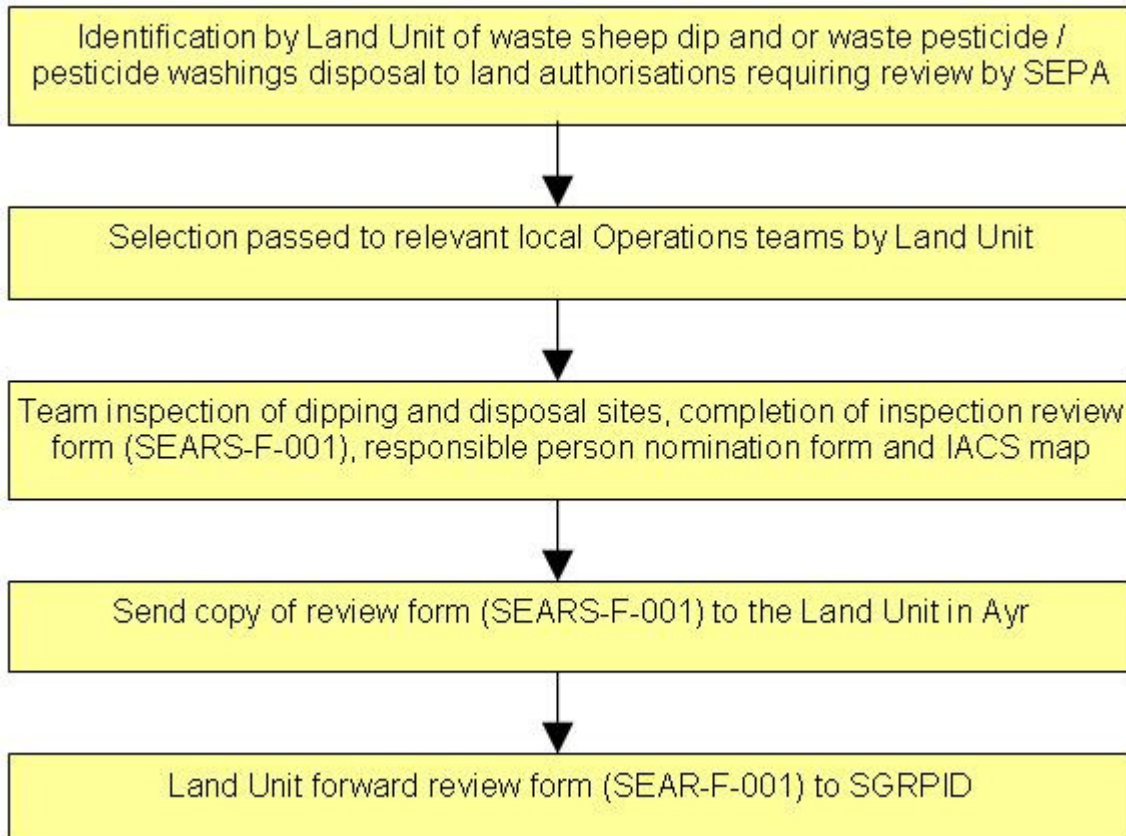 Identification by Land Unit of waste sheep dip and or waste pesticide /
pesticide washings disposal to land authorisations requiring review by SEPA
Selection passed to relevant local Operations teams by Land Unit
Team inspection of dipping and disposal sites, completion of inspection review
form (SEARS-F-001), responsible person nomination form and IACS map
Send copy of review form (SEARS-F-001) to the Land Unit in Ayr
Land Unit forward review form (SEAR-F-001) to SGRPID